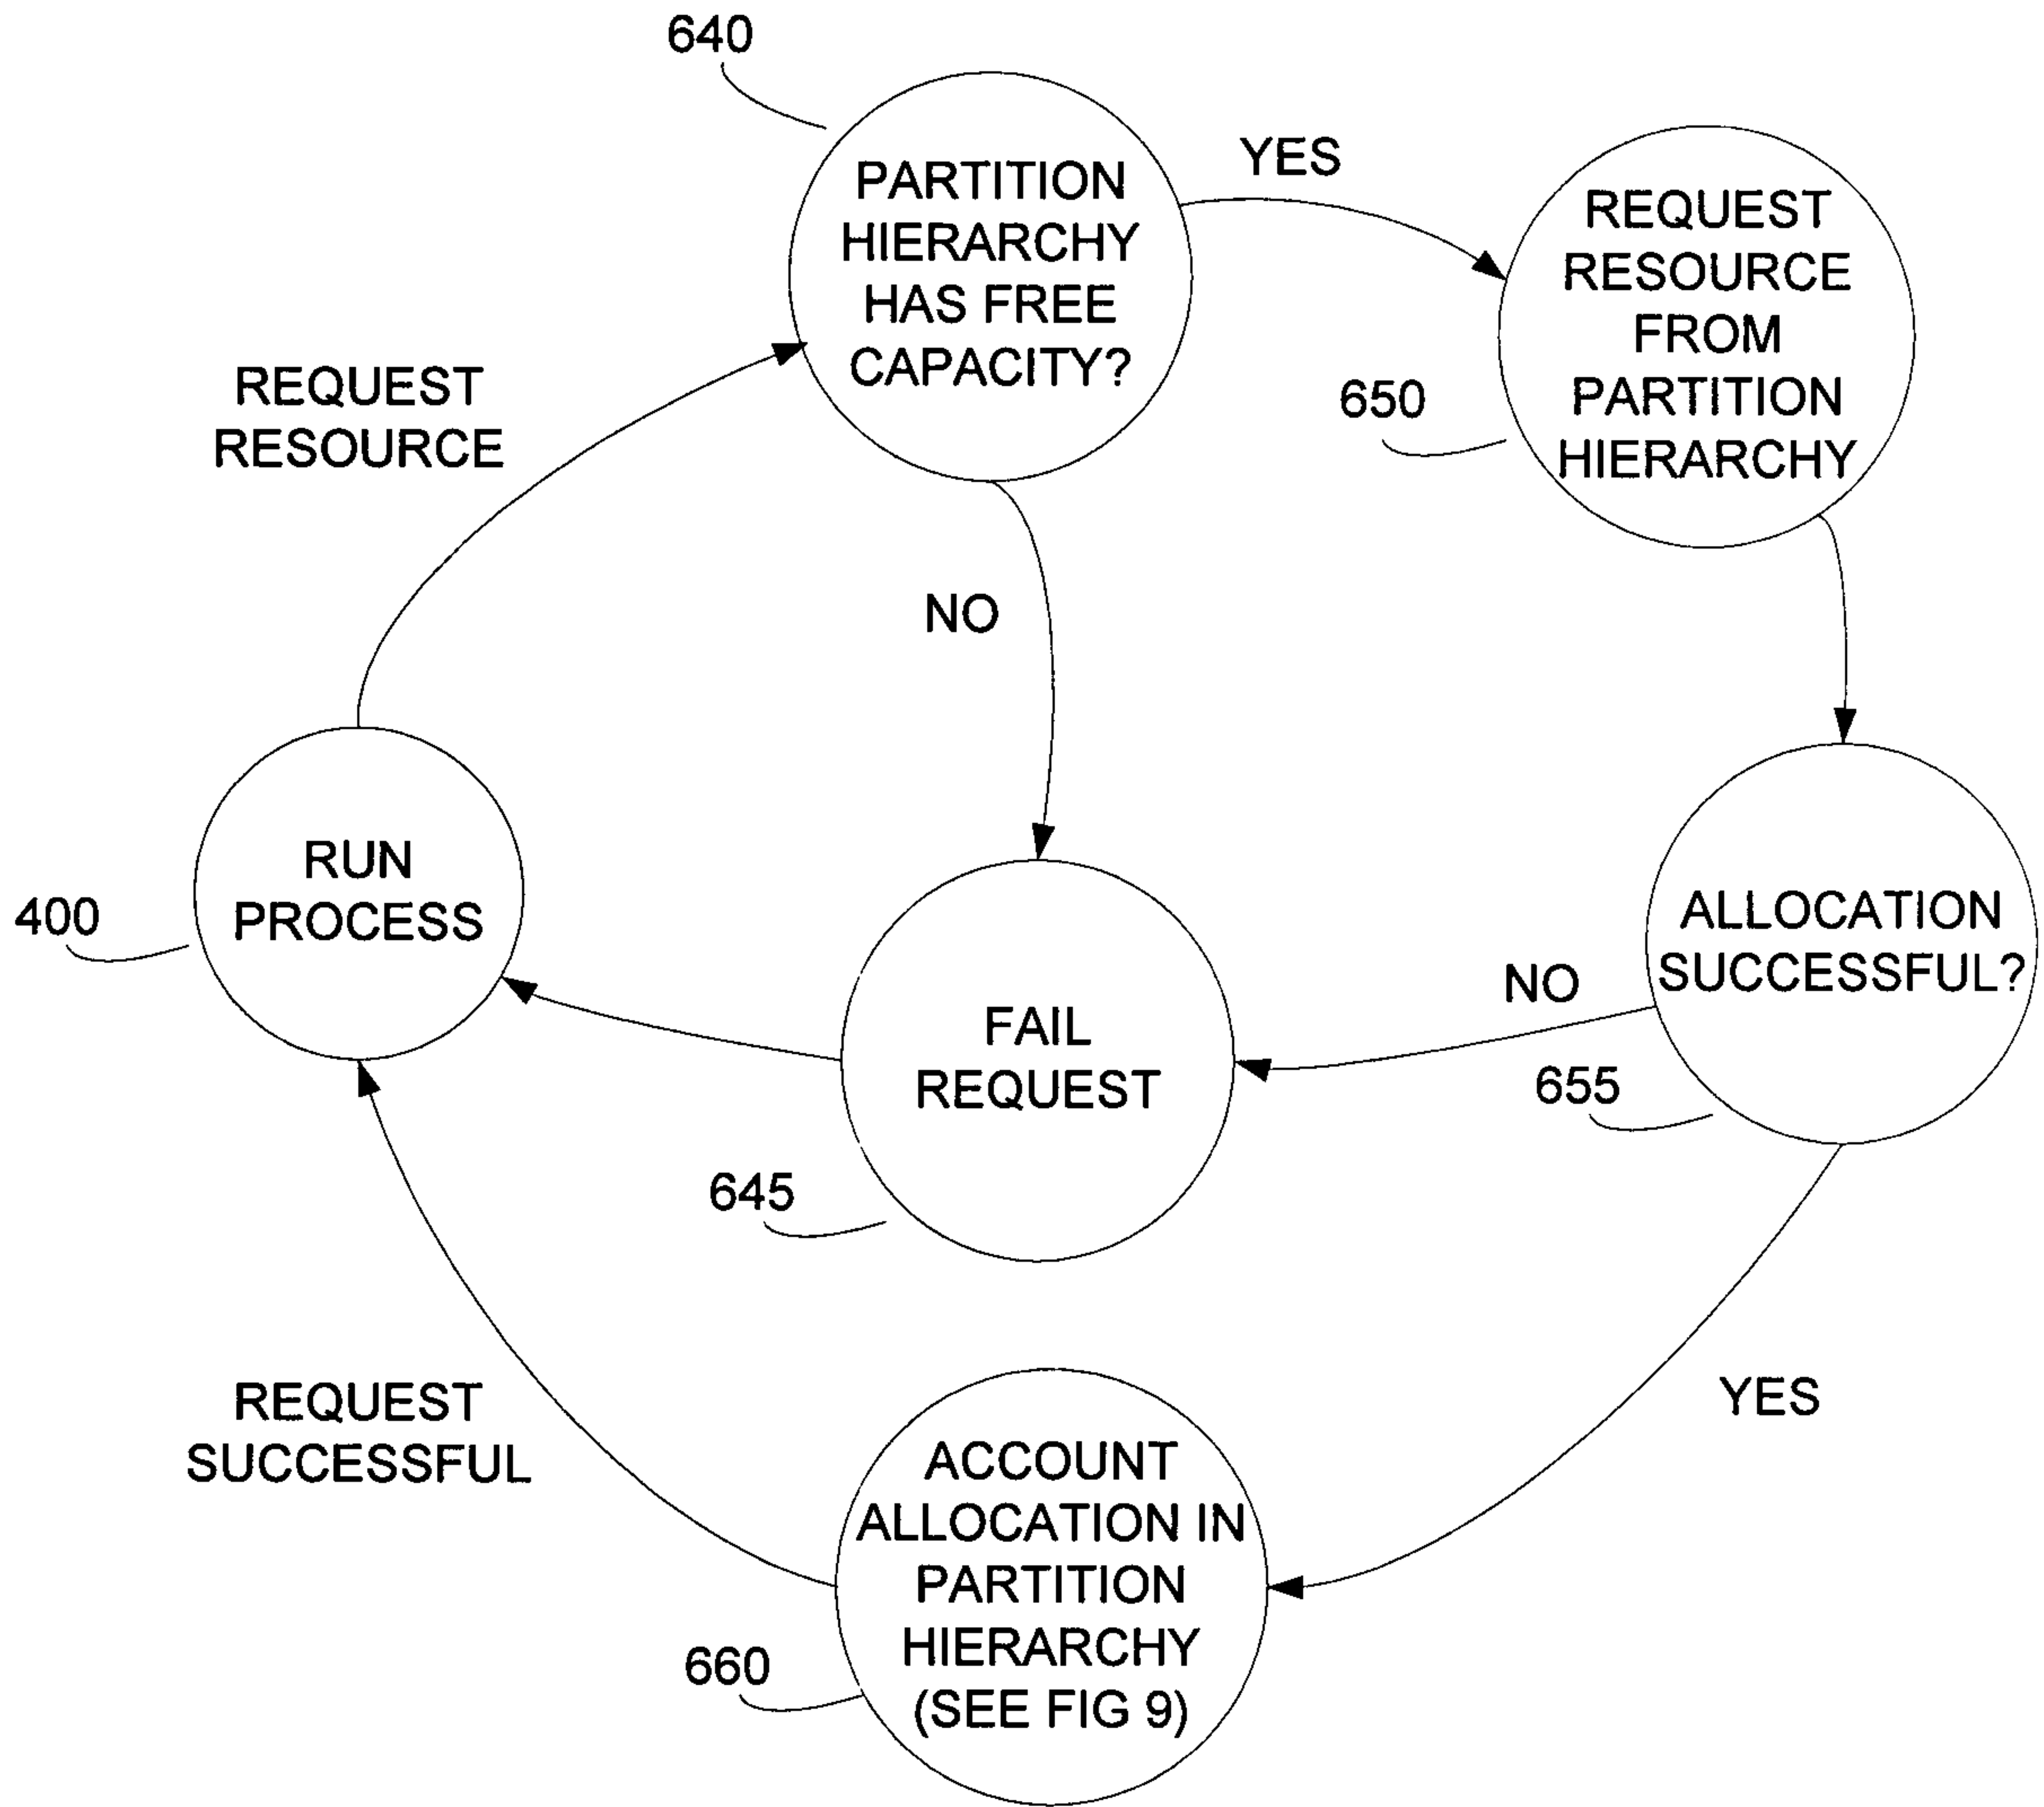 640
PARTITION
HIERARCHY
HAS FREE
CAPACITY?
YES
REQUEST
RESOURCE
FROM
PARTITION
HIERARCHY
650
REQUEST
RESOURCE
NO
RUN
PROCESS
400
ALLOCATION
SUCCESSFUL?
NO
655
FAIL
REQUEST
645
YES
REQUEST
SUCCESSFUL
ACCOUNT
ALLOCATION IN
PARTITION
HIERARCHY
(SEE FIG 9)
660